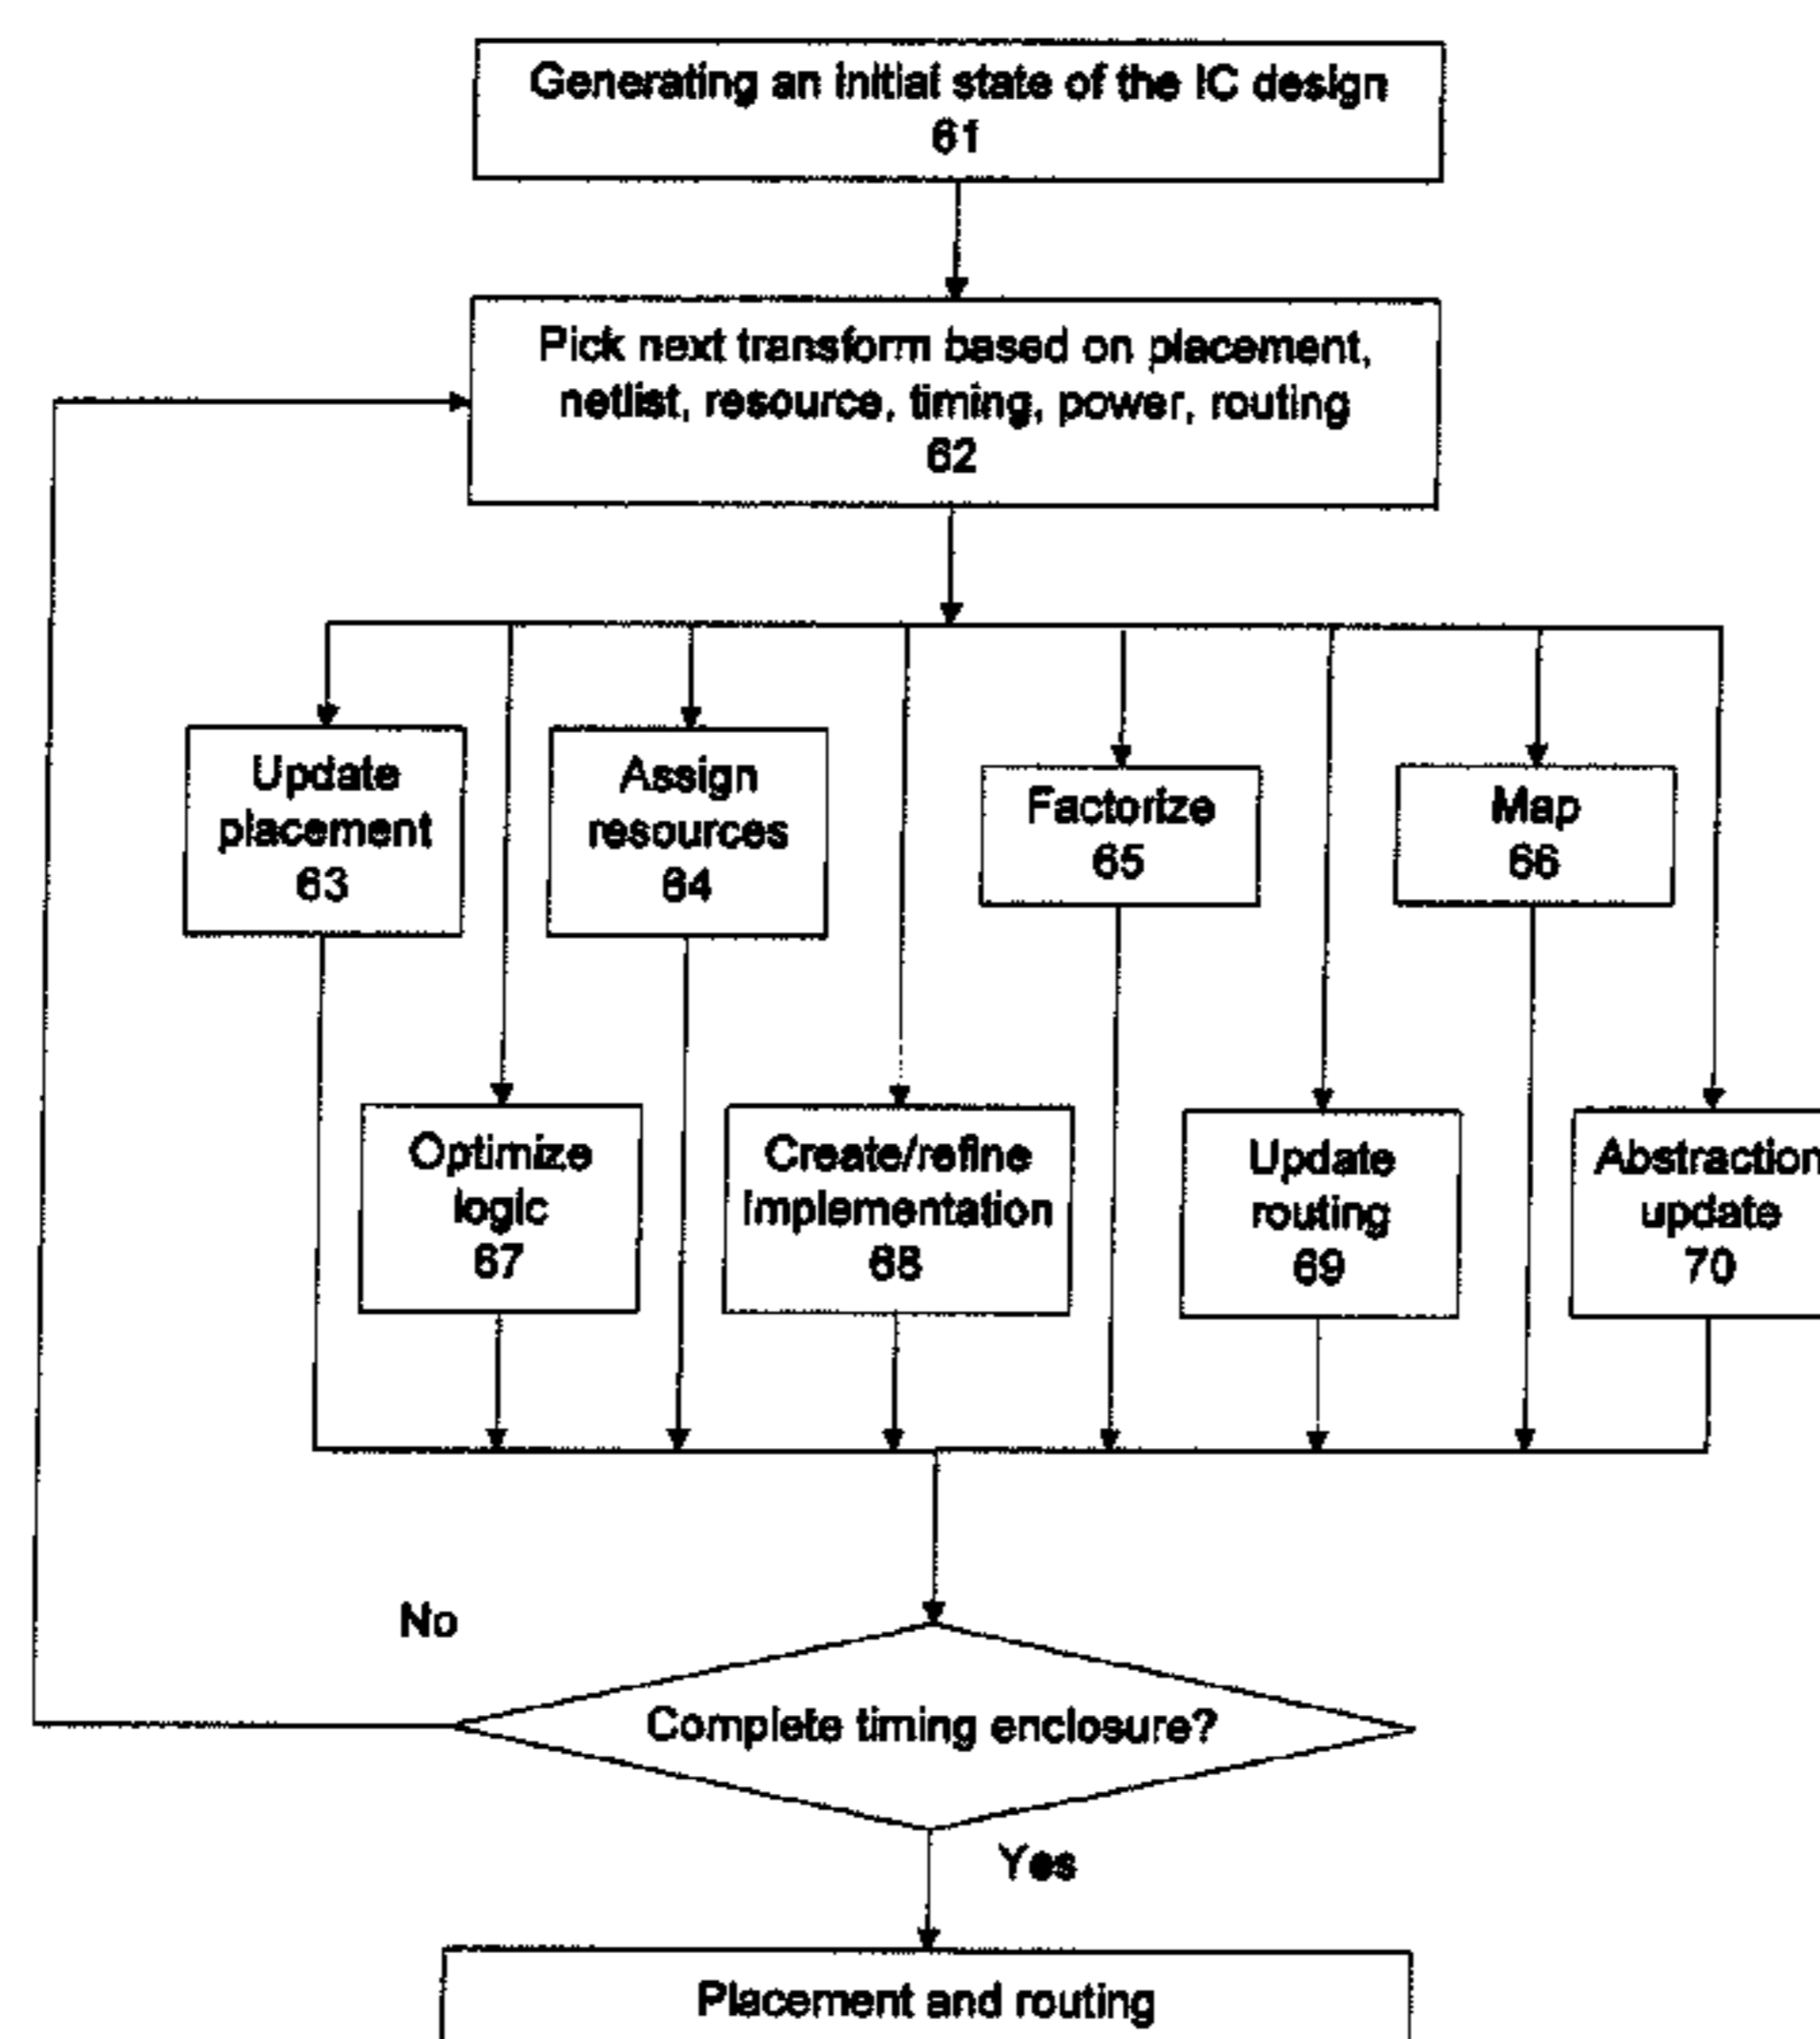 Generating an initial state of the IC design
61
Pick next transform based on placement,
netlist, resource, timing, power, routing
62
Update
placement
63
Assign
resources
64
Factorize
65
Map
66
Optimize
logic
67
Create/refine
implementation
68
Update
routing
69
Abstraction
update
70
No
Complete timing enclosure?
Yes
Placement and routing